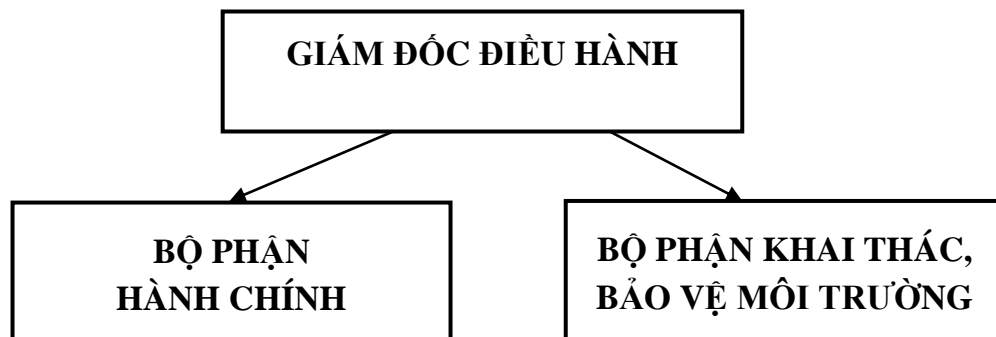 GIÁM ĐỐC ĐIỀU HÀNH
BỘ PHẬN
HÀNH CHÍNH
BỘ PHẬN KHAI THÁC,
BẢO VỆ MÔI TRƯỜNG